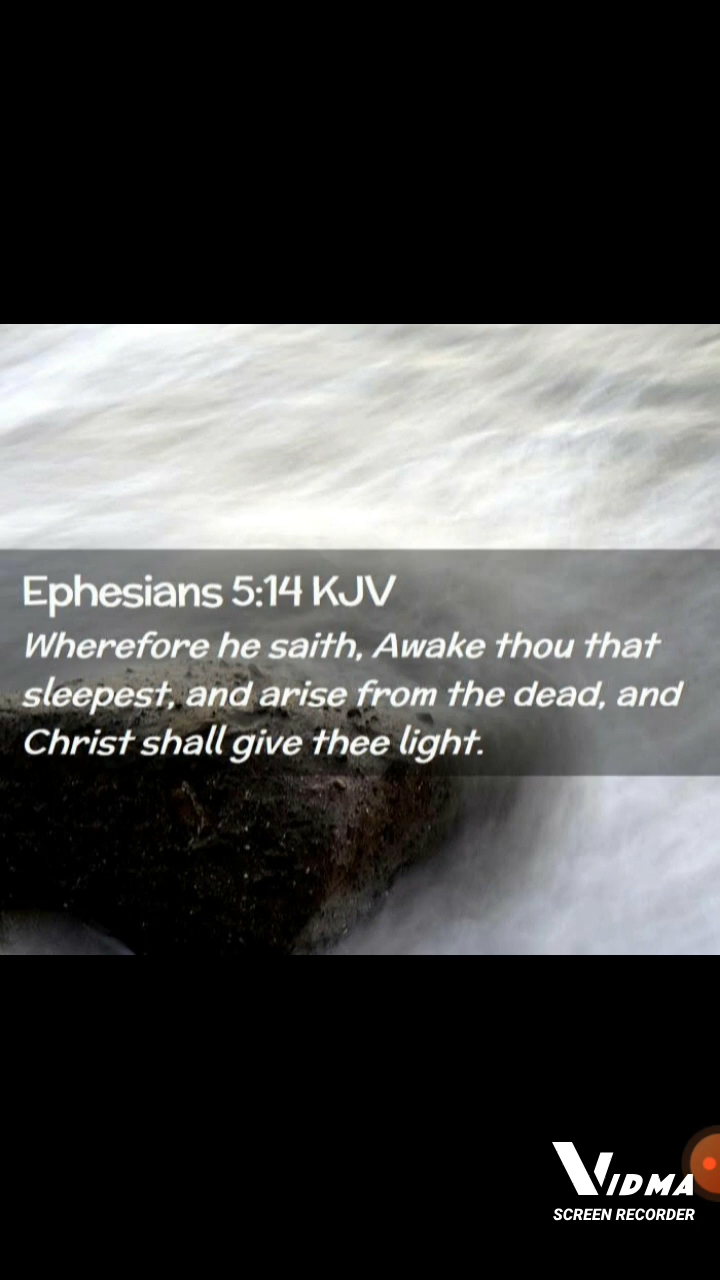 Ephesians 5:14 KJV
Wherefore he saith, Awake thou that
sleepest, and arise from the dead, and
Christ shall give thee light.
VIDMA
SCREEN RECORDER